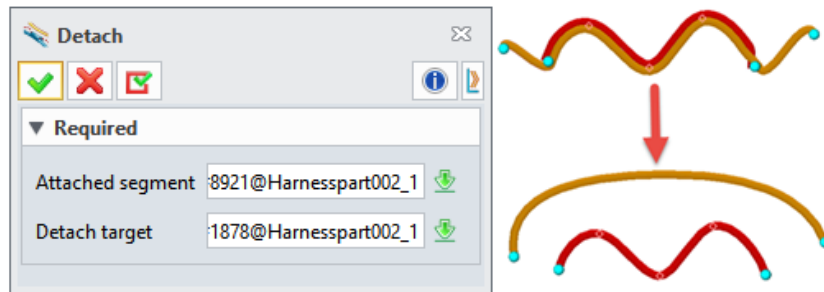 Detach
Required
Attached segment :8921@Harnesspart002_1
Detach target :1878@Harnesspart002_1